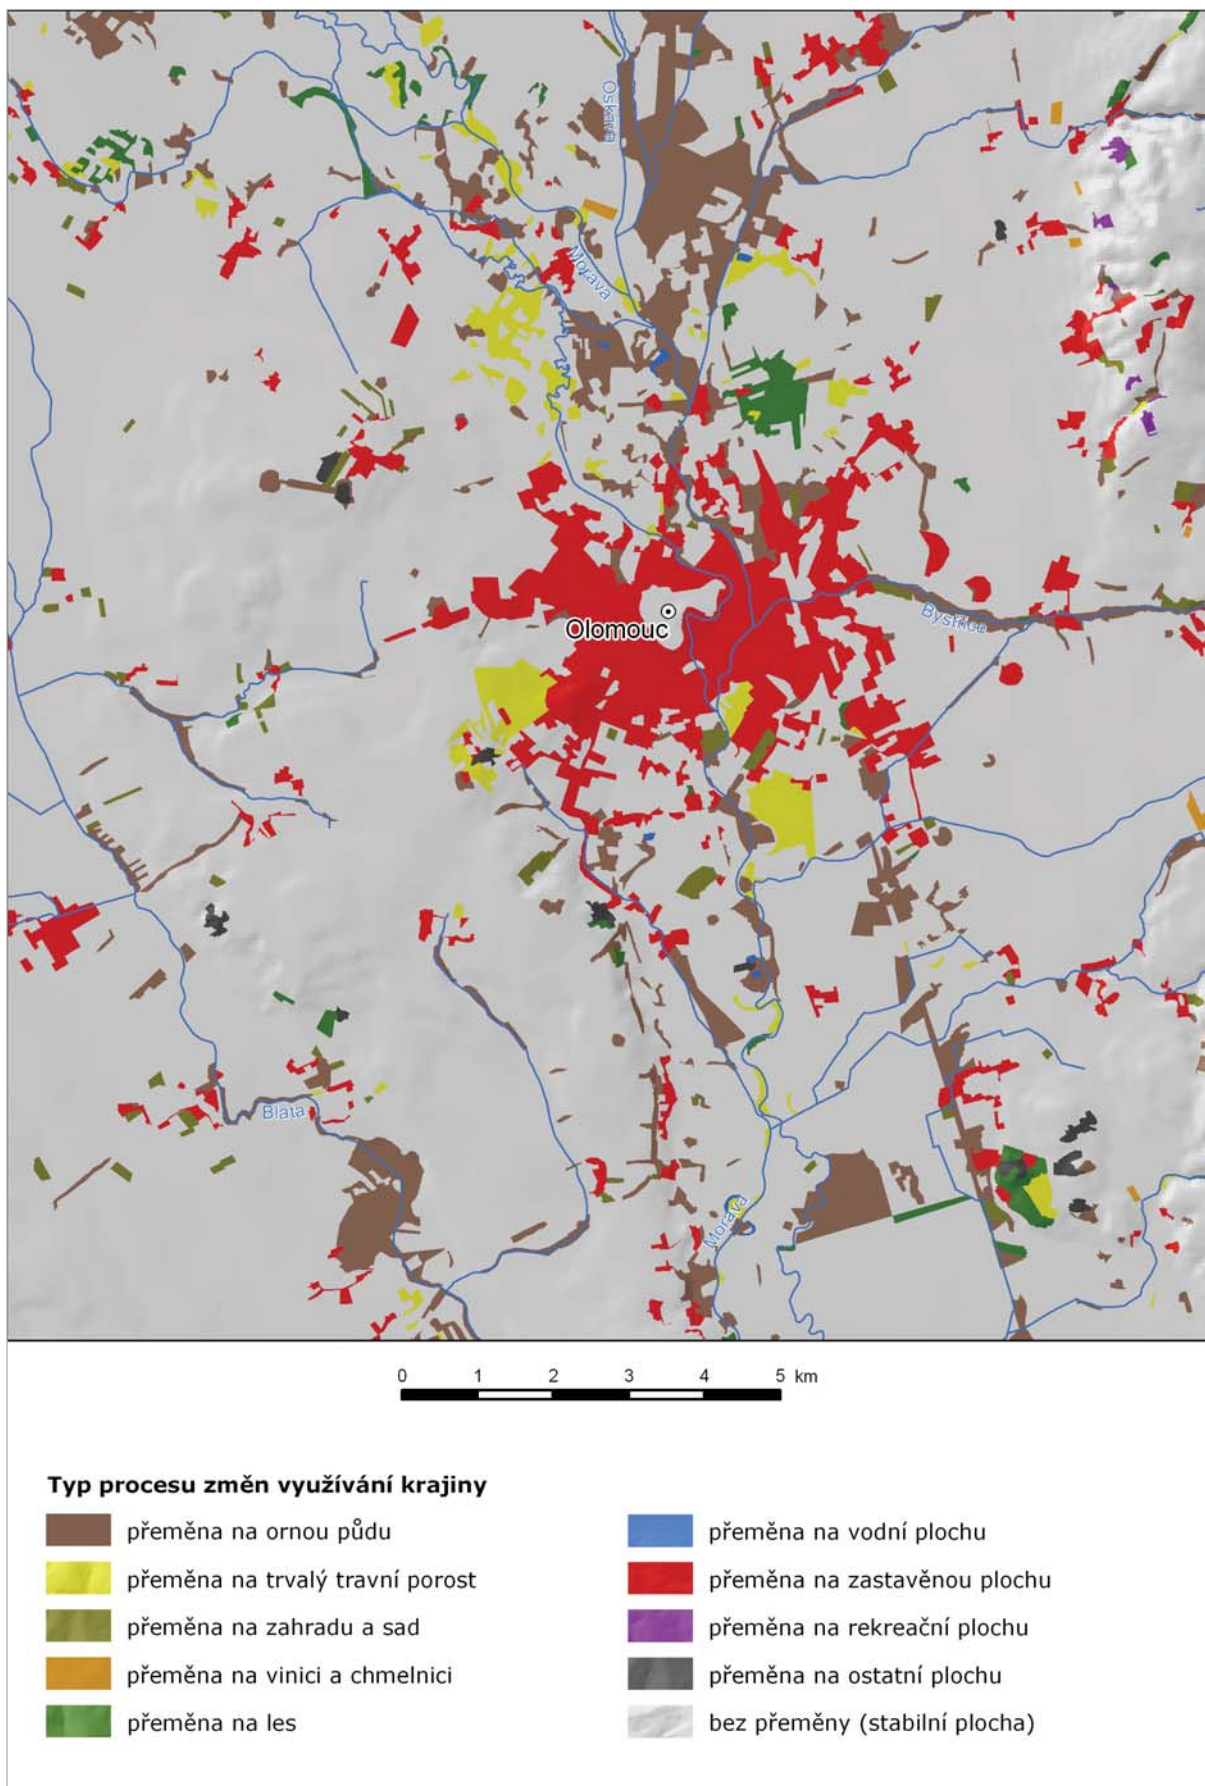 Oskava
Morava
Olomouc
Bystřice
Blata
Morava
0 1 2 3 4 5 km
Typ procesu změn využívání krajiny
přeměna na ornou půdu
přeměna na trvalý travní porost
přeměna na zahradu a sad
přeměna na vinici a chmelnici
přeměna na les
přeměna na vodní plochu
přeměna na zastavěnou plochu
přeměna na rekreační plochu
přeměna na ostatní plochu
bez přeměny (stabilní plocha)